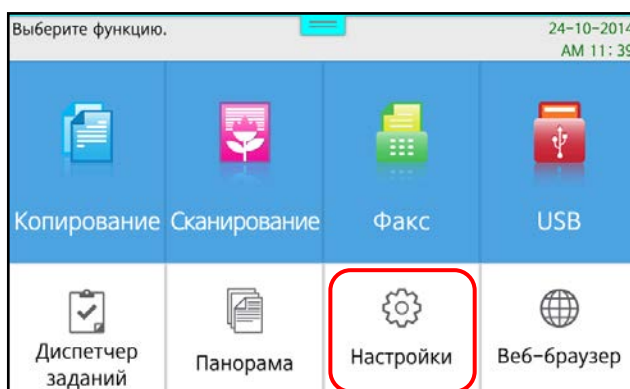 Выберите функцию.
24-10-2014
AM 11:39
Копирование
Сканирование
Факс
USB
Диспетчер
заданий
Панорама
Настройки
Веб-браузер